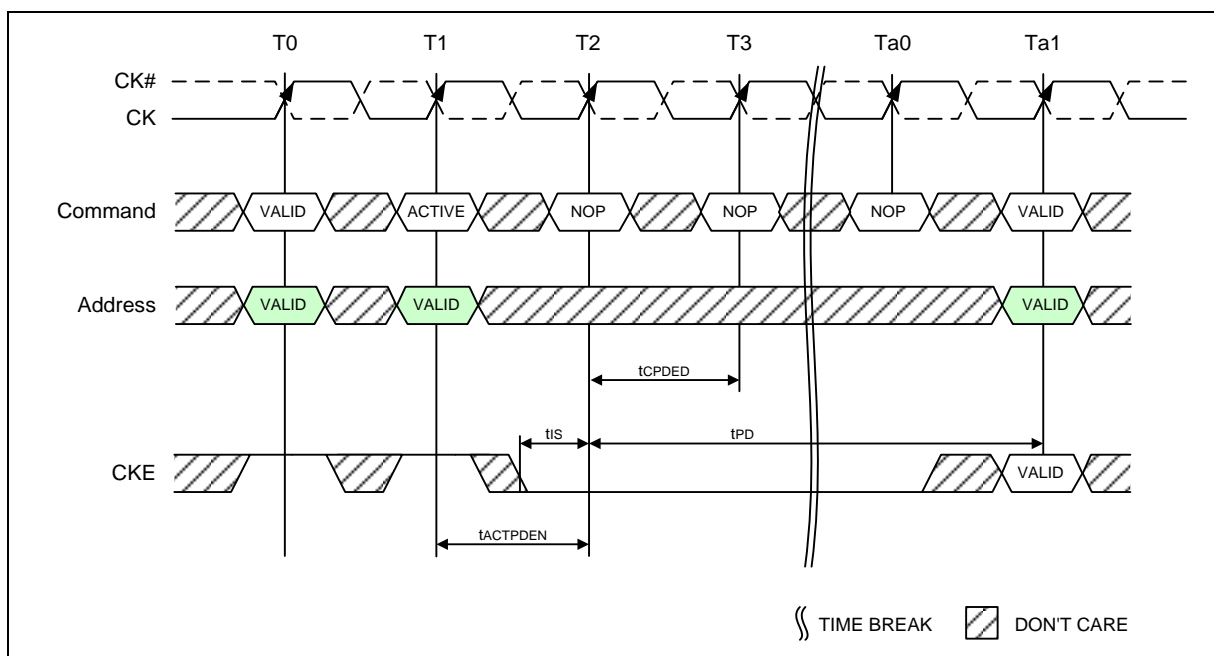 T0 T1 T2 T3 Ta0 Ta1
CK#
CK
Command VALID ACTIVE NOP NOP NOP VALID
Address VALID VALID VALID
tCPDED
tIS tPD
CKE VALID
tACTPDEN
TIME BREAK DON'T CARE